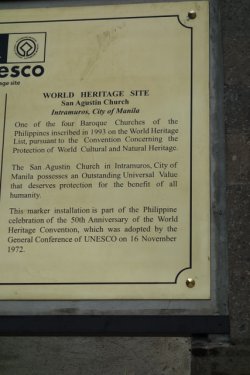 esco
age site
WORLD HERITAGE SITE
San Agustin Church
Intramuros, City of Manila
One of the four Baroque Churches of the
Philippines inscribed in 1993 on the World Heritage
List, pursuant to the Convention Concerning the
Protection of World Cultural and Natural Heritage.
The San Agustin Church in Intramuros, City of
Manila possesses an Outstanding Universal Value
that deserves protection for the benefit of all
humanity.
This marker installation is part of the Philippine
celebration of the 50th Anniversary of the World
Heritage Convention, which was adopted by the
General Conference of UNESCO on 16 November
1972.